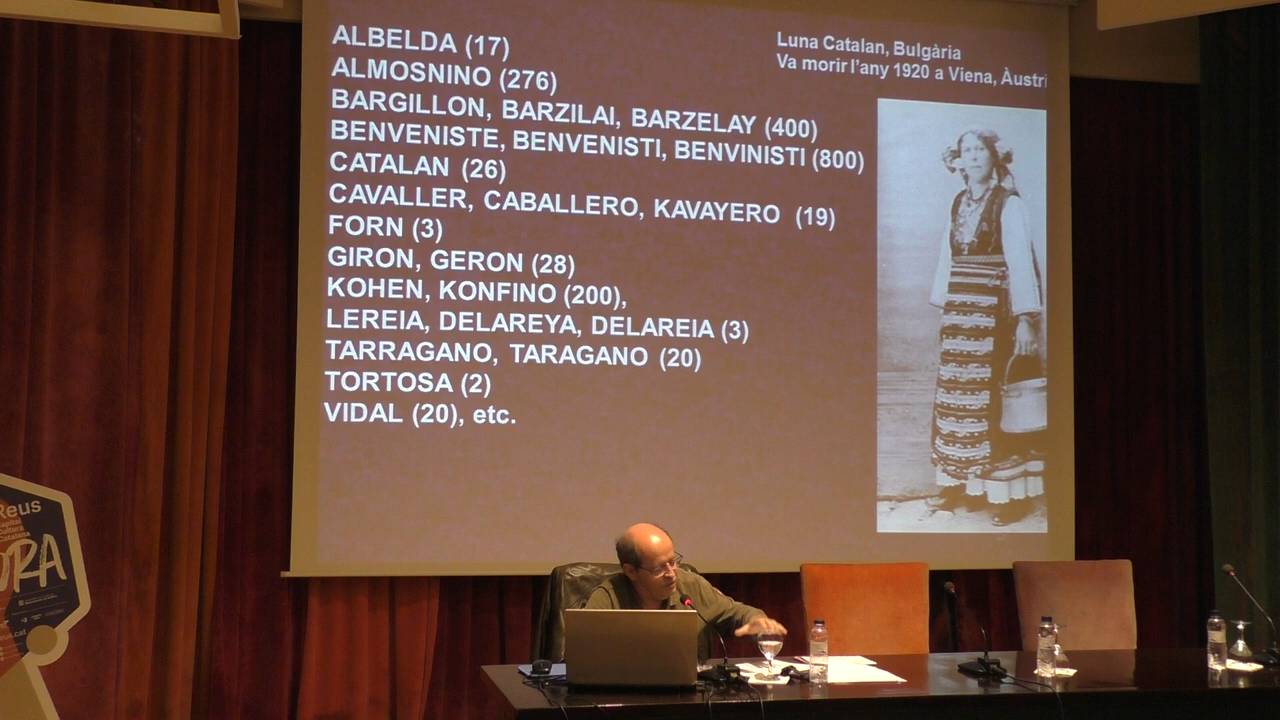 ALBELDA (17)
ALMOSNINO (276)
BARGILLON, BARZILAI, BARZELAY (400)
BENVENISTE, BENVENISTI, BENVINISTI (800)
CATALAN (26)
CAVALLER, CABALLERO, KAVAYERO (19)
FORN (3)
GIRON, GERON (28)
KOHEN, KONFINO (200),
LEREIA, DELAREYA, DELAREIA (3)
TARRAGANO, TARAGANO (20)
TORTOSA (2)
VIDAL (20), etc.
Luna Catalan, Bulgària
Va morir l'any 1920 a Viena, Àustri
Reus
Catalana
ORA